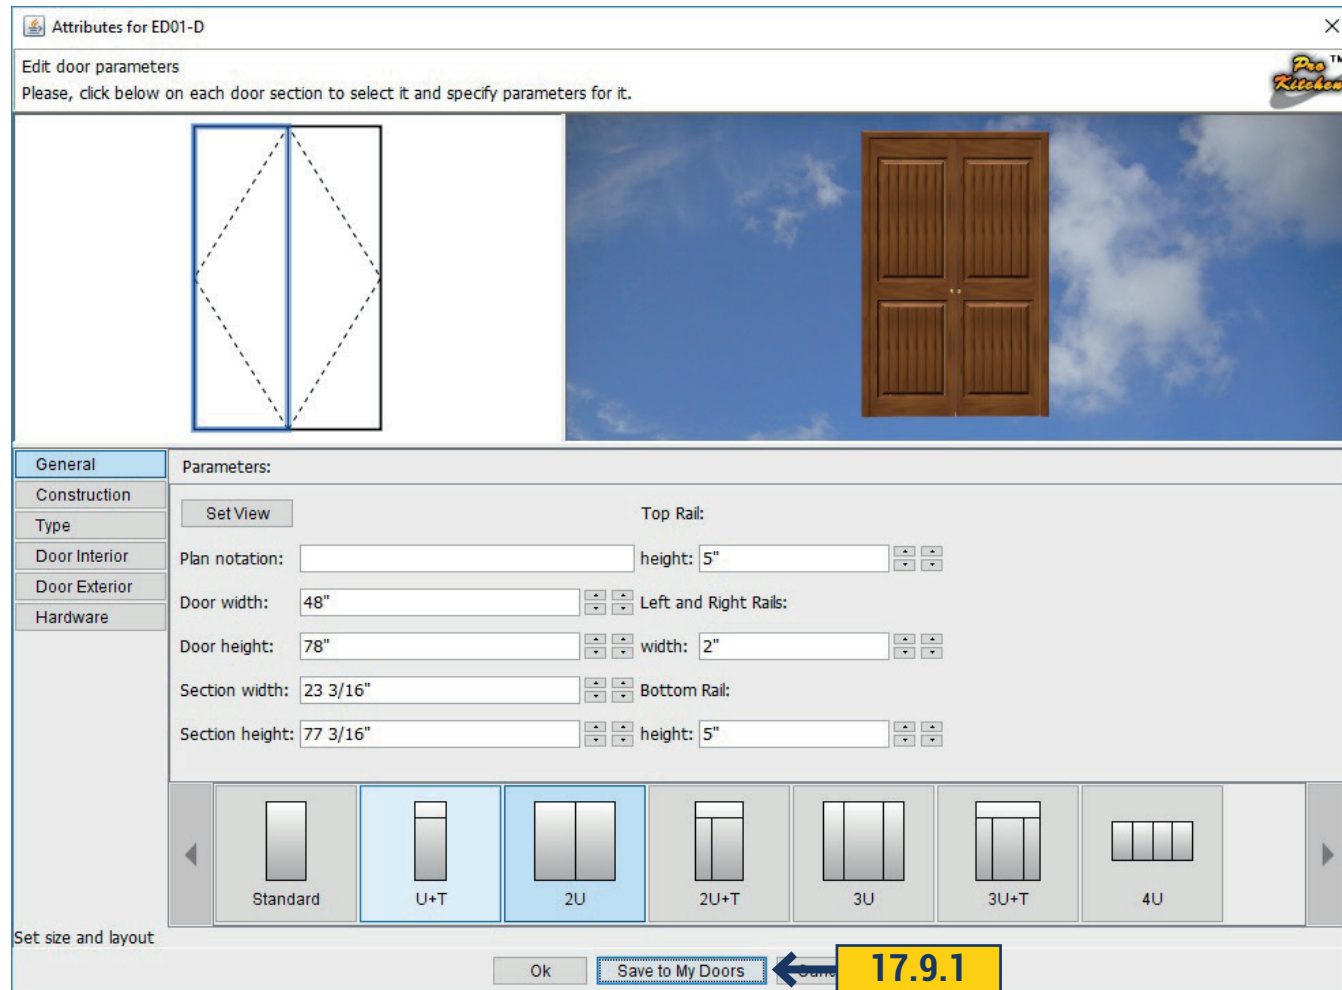 Attributes for ED01-D
Edit door parameters
Please, click below on each door section to select it and specify parameters for it.
Pro TM
Kitchen
General
Construction
Type
Door Interior
Door Exterior
Hardware
Parameters:
Set View
Top Rail:
Plan notation:
height: 5"
Door width: 48"
Left and Right Rails:
Door height: 78"
width: 2"
Section width: 23 3/16"
Bottom Rail:
Section height: 77 3/16"
height: 5"
Standard
U+T
2U
2U+T
3U
3U+T
4U
Set size and layout
Ok
Save to My Doors
17.9.1